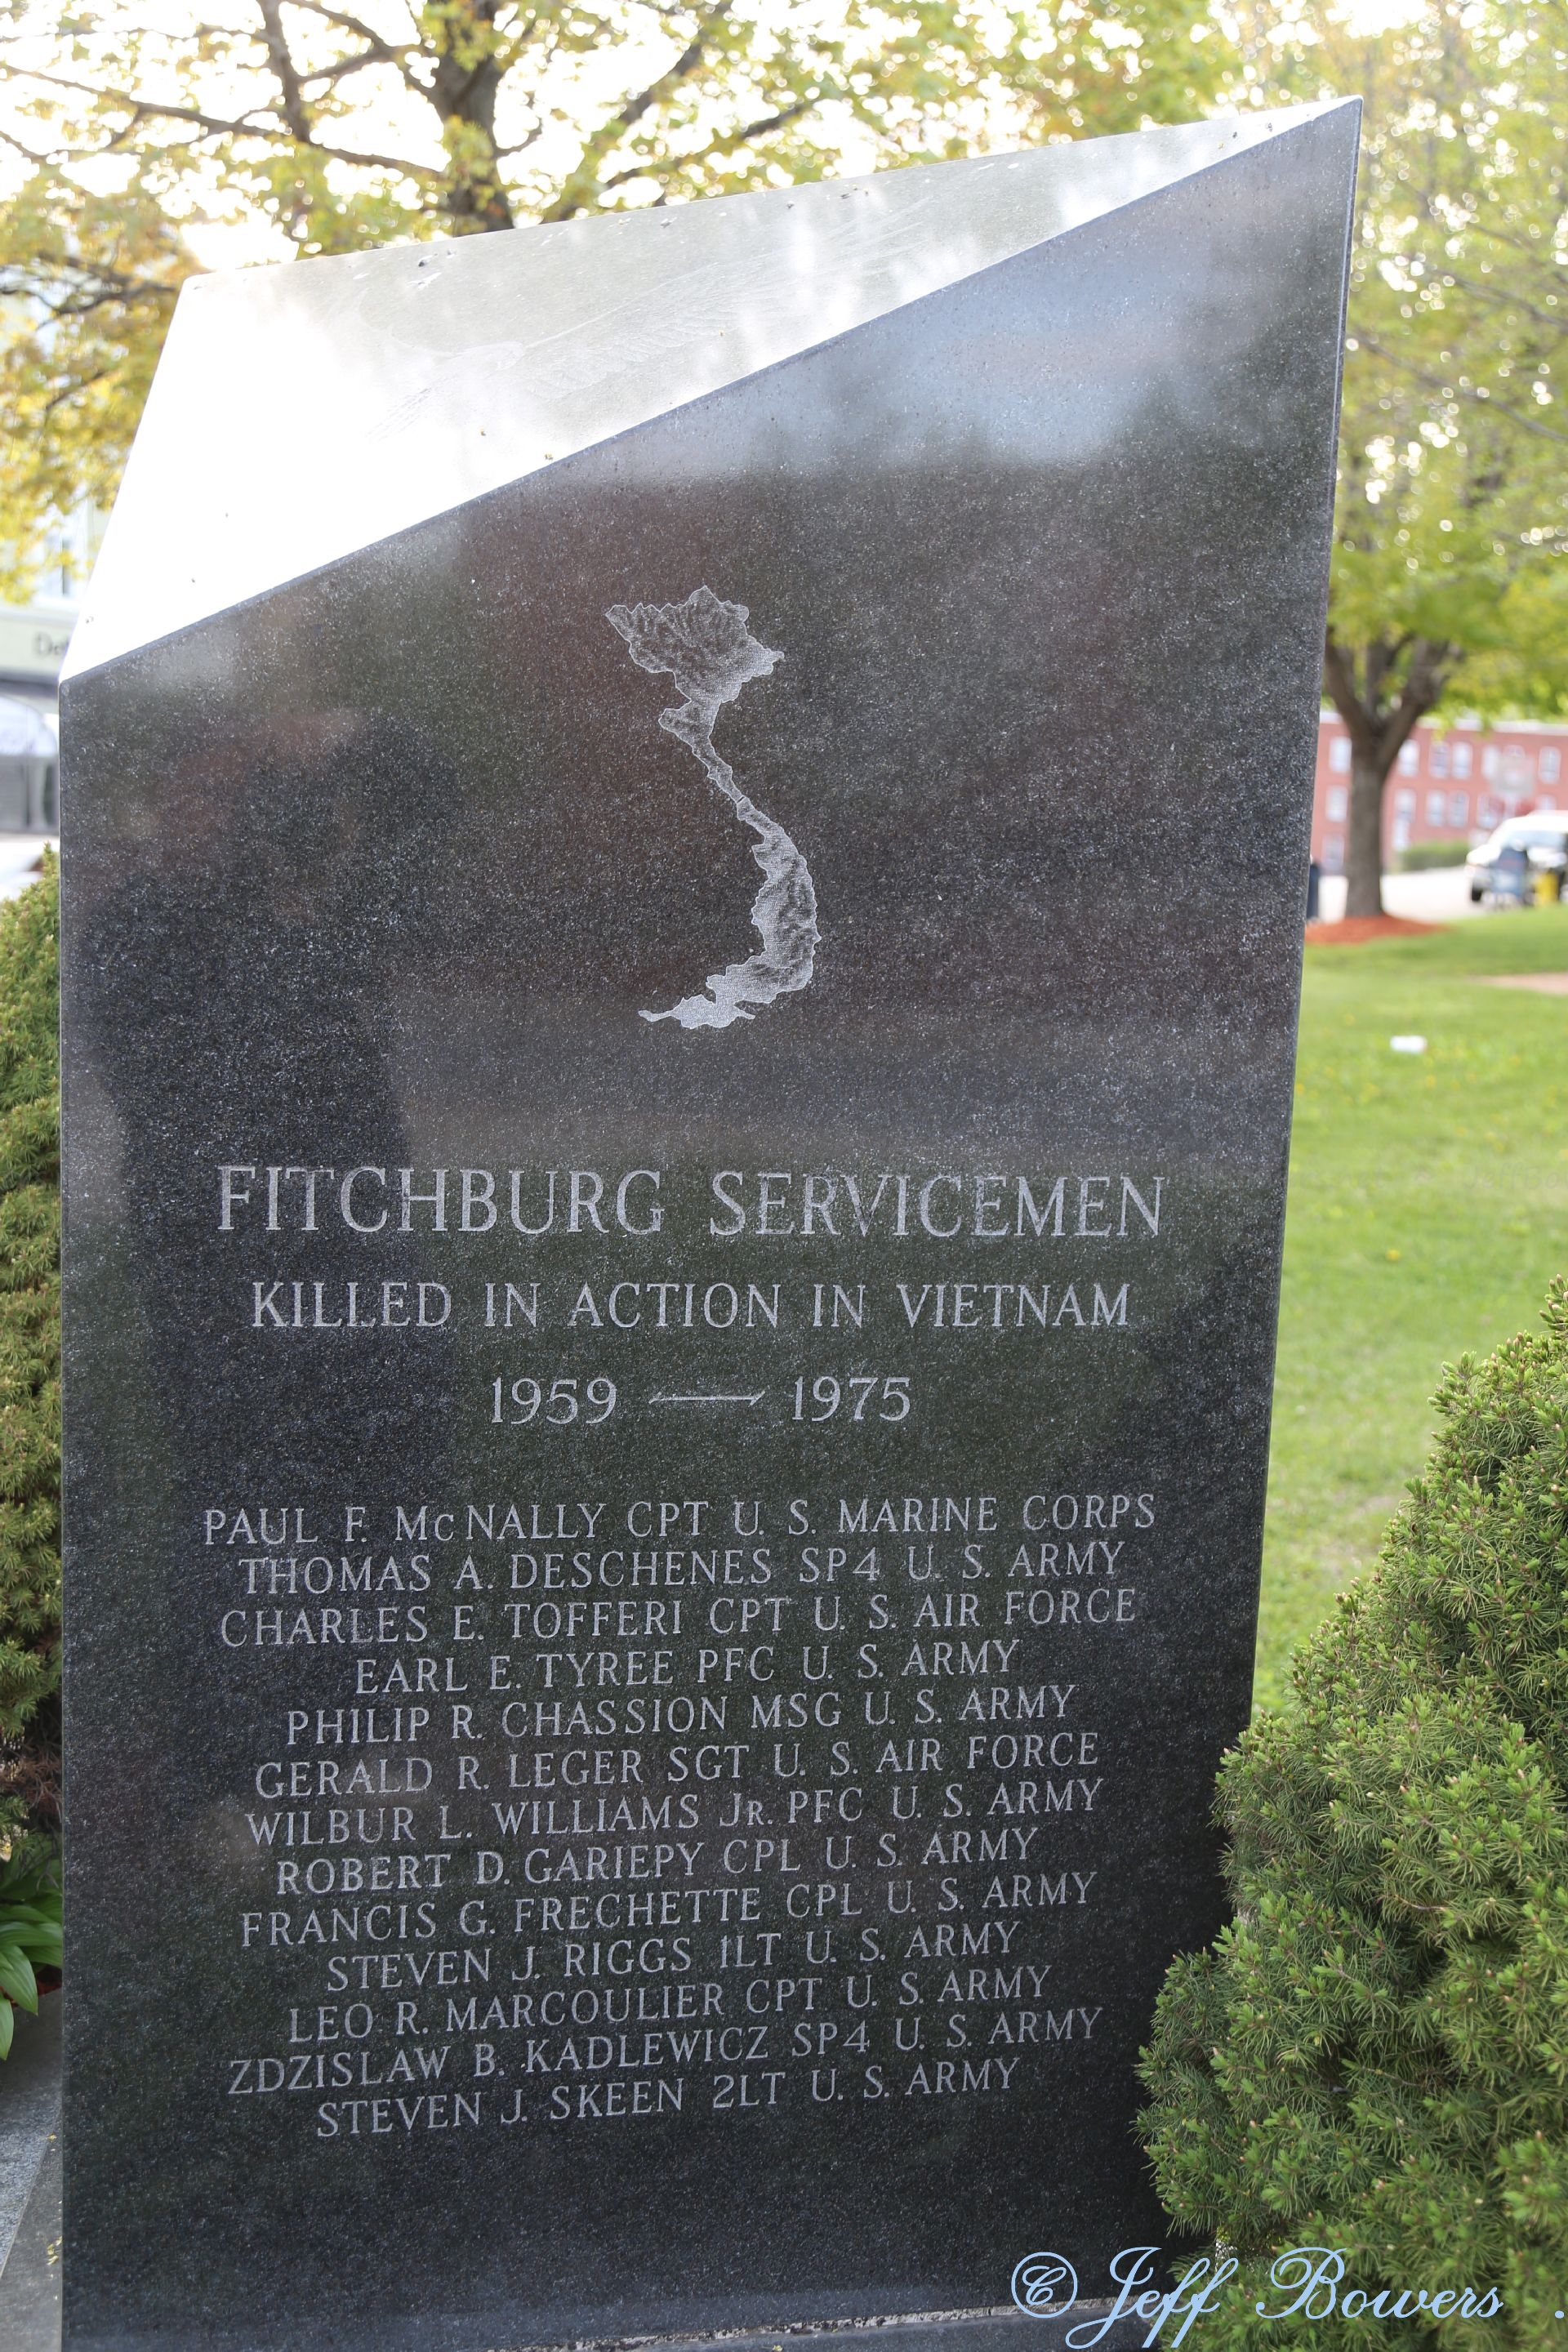 De
FITCHBURG SERVICEMEN
KILLED IN ACTION IN VIETNAM
1959 — 1975
PAUL F. McNALLY CPT U. S. MARINE CORPS
THOMAS A. DESCHENES SP4 U. S. ARMY
CHARLES E. TOFFERI CPT U. S. AIR FORCE
EARL E. TYREE PFC U. S. ARMY
PHILIP R. CHASSION MSG U. S. ARMY
GERALD R. LEGER SGT U. S. AIR FORCE
WILBUR L. WILLIAMS Jr. PFC U. S. ARMY
ROBERT D. GARIEPY CPL U. S. ARMY
FRANCIS G. FRECHETTE CPL U. S. ARMY
STEVEN J. RIGGS 1LT U. S. ARMY
LEO R. MARCOULIER CPT U. S. ARMY
ZDZISLAW B. KADLEWICZ SP4 U. S. ARMY
STEVEN J. SKEEN 2LT U. S. ARMY
© Jeff Bowers .